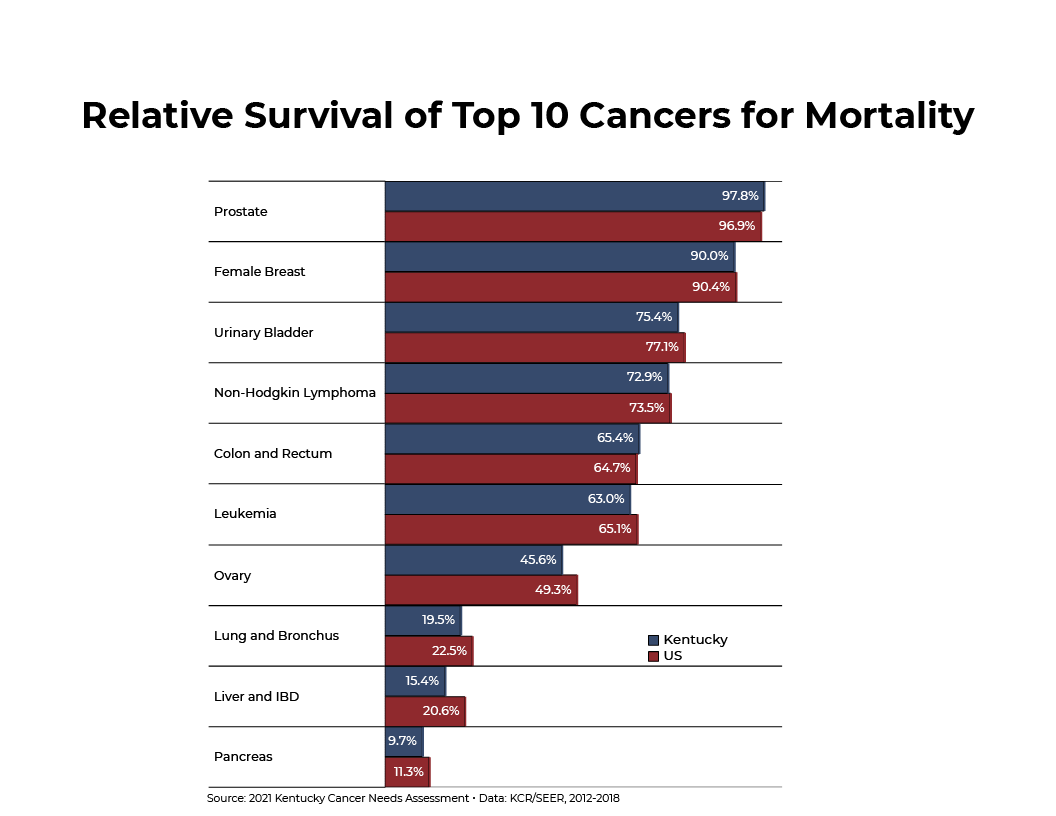 Relative Survival of Top 10 Cancers for Mortality
Prostate
97.8%
96.9%
Female Breast
90.0%
90.4%
Urinary Bladder
75.4%
77.1%
Non-Hodgkin Lymphoma
72.9%
73.5%
Colon and Rectum
65.4%
64.7%
Leukemia
63.0%
65.1%
Ovary
45.6%
49.3%
Lung and Bronchus
19.5%
22.5%
Kentucky
US
Liver and IBD
15.4%
20.6%
Pancreas
9.7%
11.3%
Source: 2021 Kentucky Cancer Needs Assessment • Data: KCR/SEER, 2012-2018